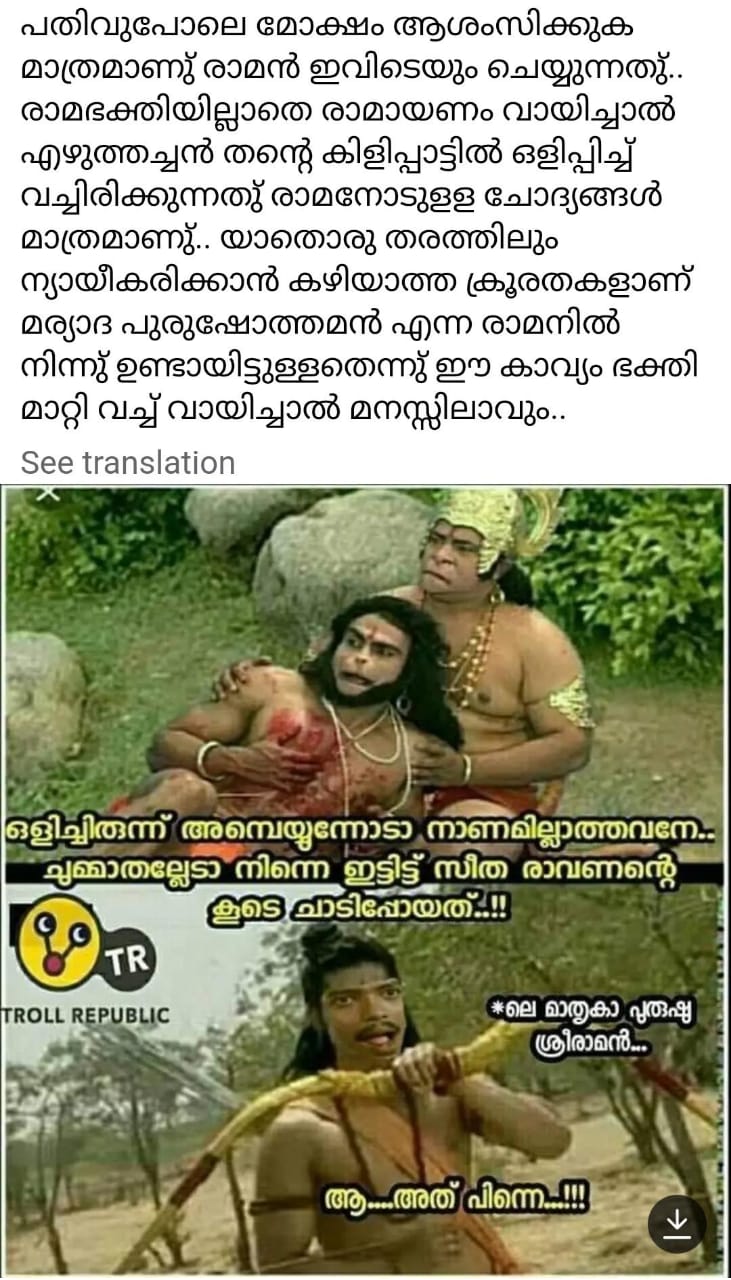 പതിവുപോലെ മോക്ഷം ആശംസിക്കുക
മാത്രമാണു് രാമൻ ഇവിടെയും ചെയ്യുന്നതു്..
രാമഭക്തിയില്ലാതെ രാമായണം വായിച്ചാൽ
എഴുത്തച്ചൻ തന്റെ കിളിപ്പാട്ടിൽ ഒളിപ്പിച്ച്
വച്ചിരിക്കുന്നതു് രാമനോടുളള ചോദ്യങ്ങൾ
മാത്രമാണു്.. യാതൊരു തരത്തിലും
ന്യായീകരിക്കാൻ കഴിയാത്ത ക്രൂരതകളാണ്
മര്യാദ പുരുഷോത്തമൻ എന്ന രാമനിൽ
നിന്നു് ഉണ്ടായിട്ടുള്ളതെന്നു് ഈ കാവ്യം ഭക്തി
മാറ്റി വച്ച് വായിച്ചാൽ മനസ്സിലാവും..
See translation
ഒളിച്ചിരുന്ന് അമ്പെയ്യുന്നോടാ നാണമില്ലാത്തവനേ..
ചുമ്മാതല്ലേടാ നിന്നെ ഇട്ടിട്ട് സീത രാവണന്റെ
കൂടെ ചാടിപ്പോയത്..!!
TR
TROLL REPUBLIC
*ലെ മാതൃകാ പുരുഷു
ശ്രീരാമൻ...
ആ....അത് പിന്നെ...!!!